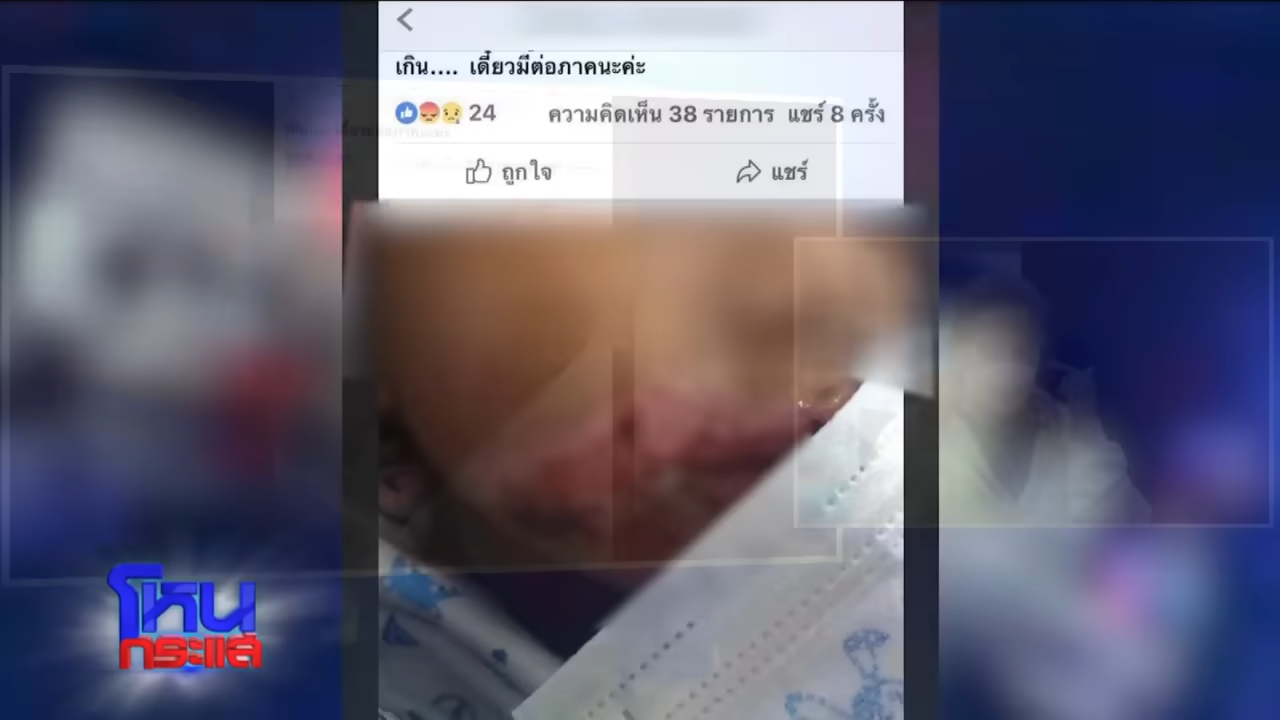 เกิน.... เดี๋ยวมีต่อภาคนะค่ะ
24 ความคิดเห็น 38 รายการ แชร์ 8 ครั้ง
ถูกใจ แชร์
โหน
กระแส